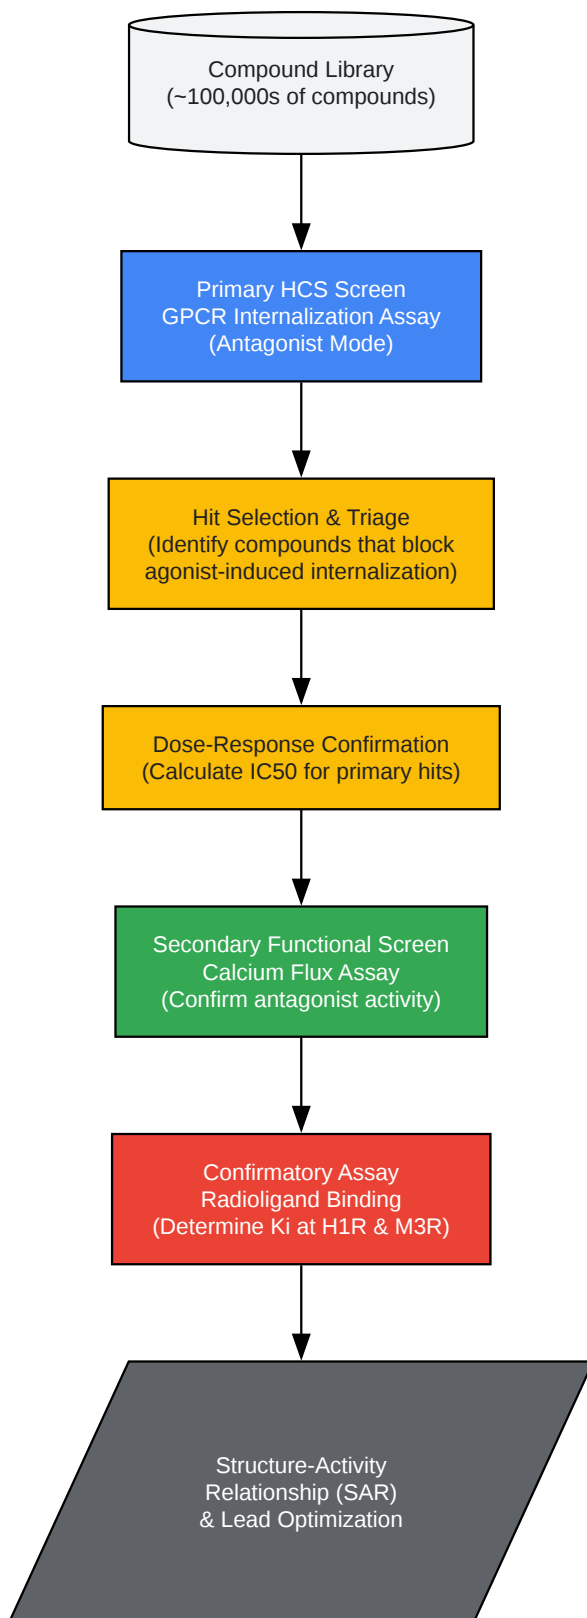 Compound Library
(~100,000s of compounds)
Primary HCS Screen
GPCR Internalization Assay
(Antagonist Mode)
Hit Selection & Triage
(Identify compounds that block
agonist-induced internalization)
Dose-Response Confirmation
(Calculate IC50 for primary hits)
Secondary Functional Screen
Calcium Flux Assay
(Confirm antagonist activity)
Confirmatory Assay
Radioligand Binding
(Determine Ki at H1R & M3R)
Structure-Activity
Relationship (SAR)
& Lead Optimization